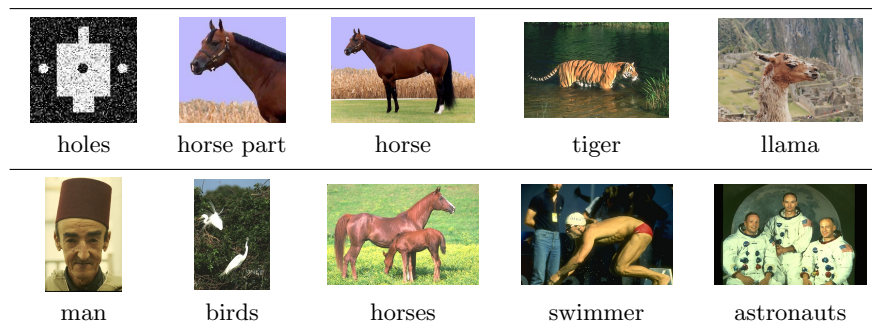 holes
horse part
horse
tiger
llama
man
birds
horses
swimmer
astronauts